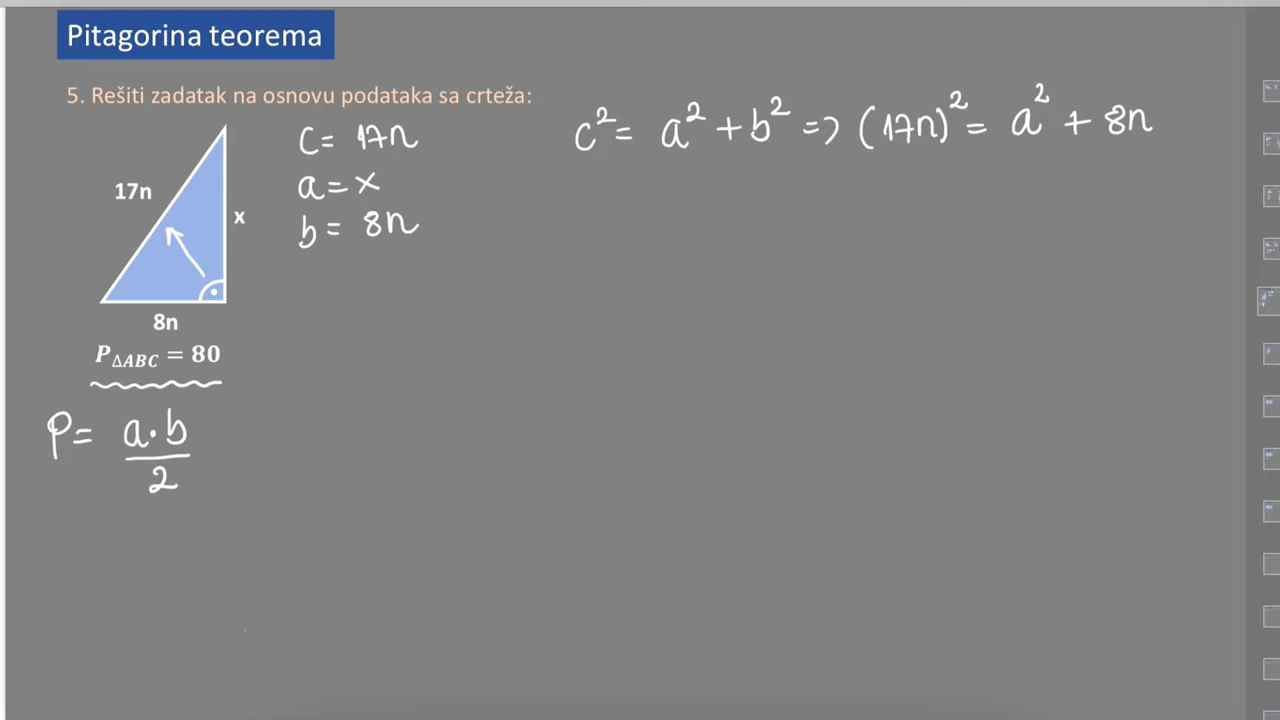 Pitagorina teorema
5. Rešiti zadatak na osnovu podataka sa crteža:
c² = a² + b² => (17n)² = a² + 8n
c = 17n
a = x
b = 8n
17n
x
8n
P△ABC = 80
P = a·b
2